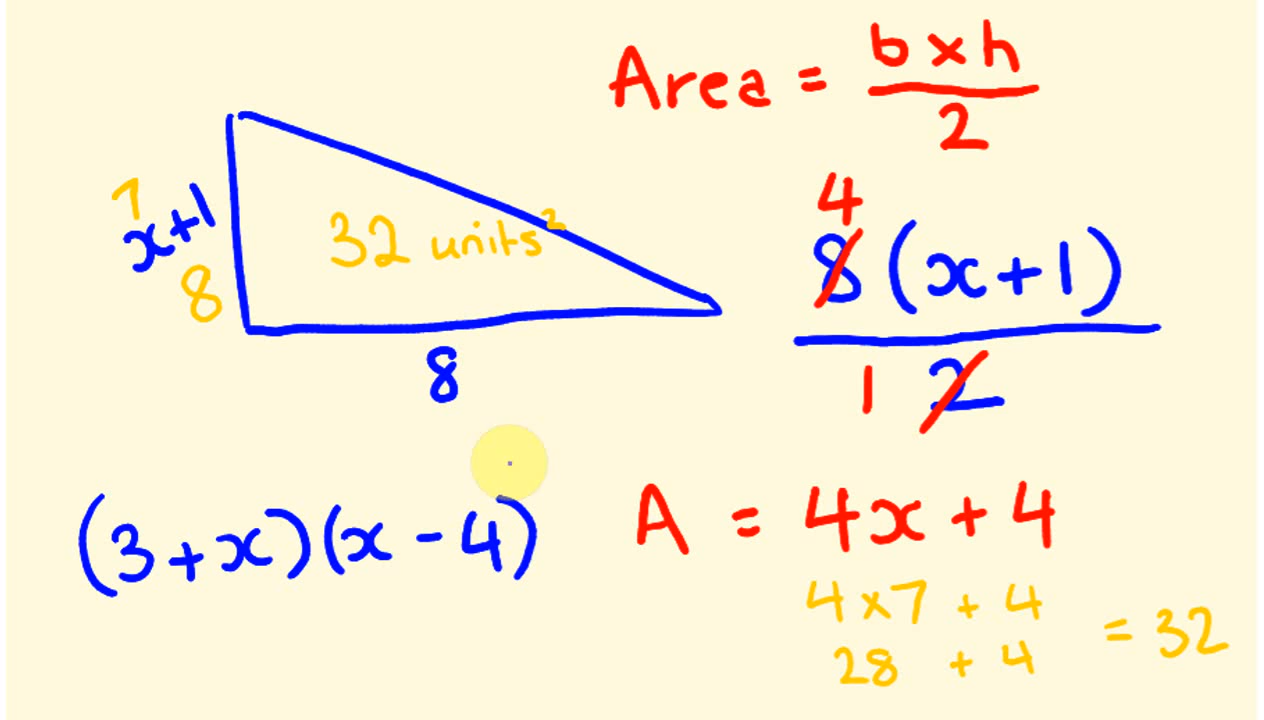 Area = b × h
2
7
x+1
8
32 units²
8
4
8 (x+1)
1 2
(3+x)(x-4)
A = 4x + 4
4 × 7 + 4
28 + 4
= 32